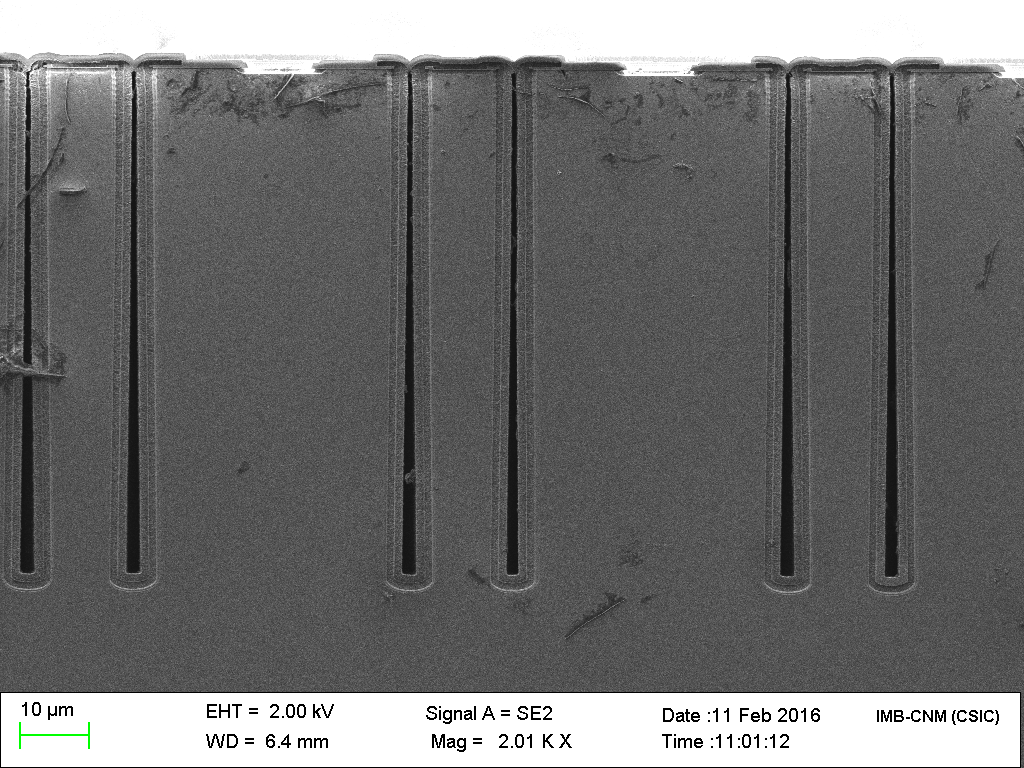 10 µm
EHT = 2.00 kV
Signal A = SE2
Date :11 Feb 2016
IMB-CNM (CSIC)
WD = 6.4 mm
Mag = 2.01 K X
Time :11:01:12